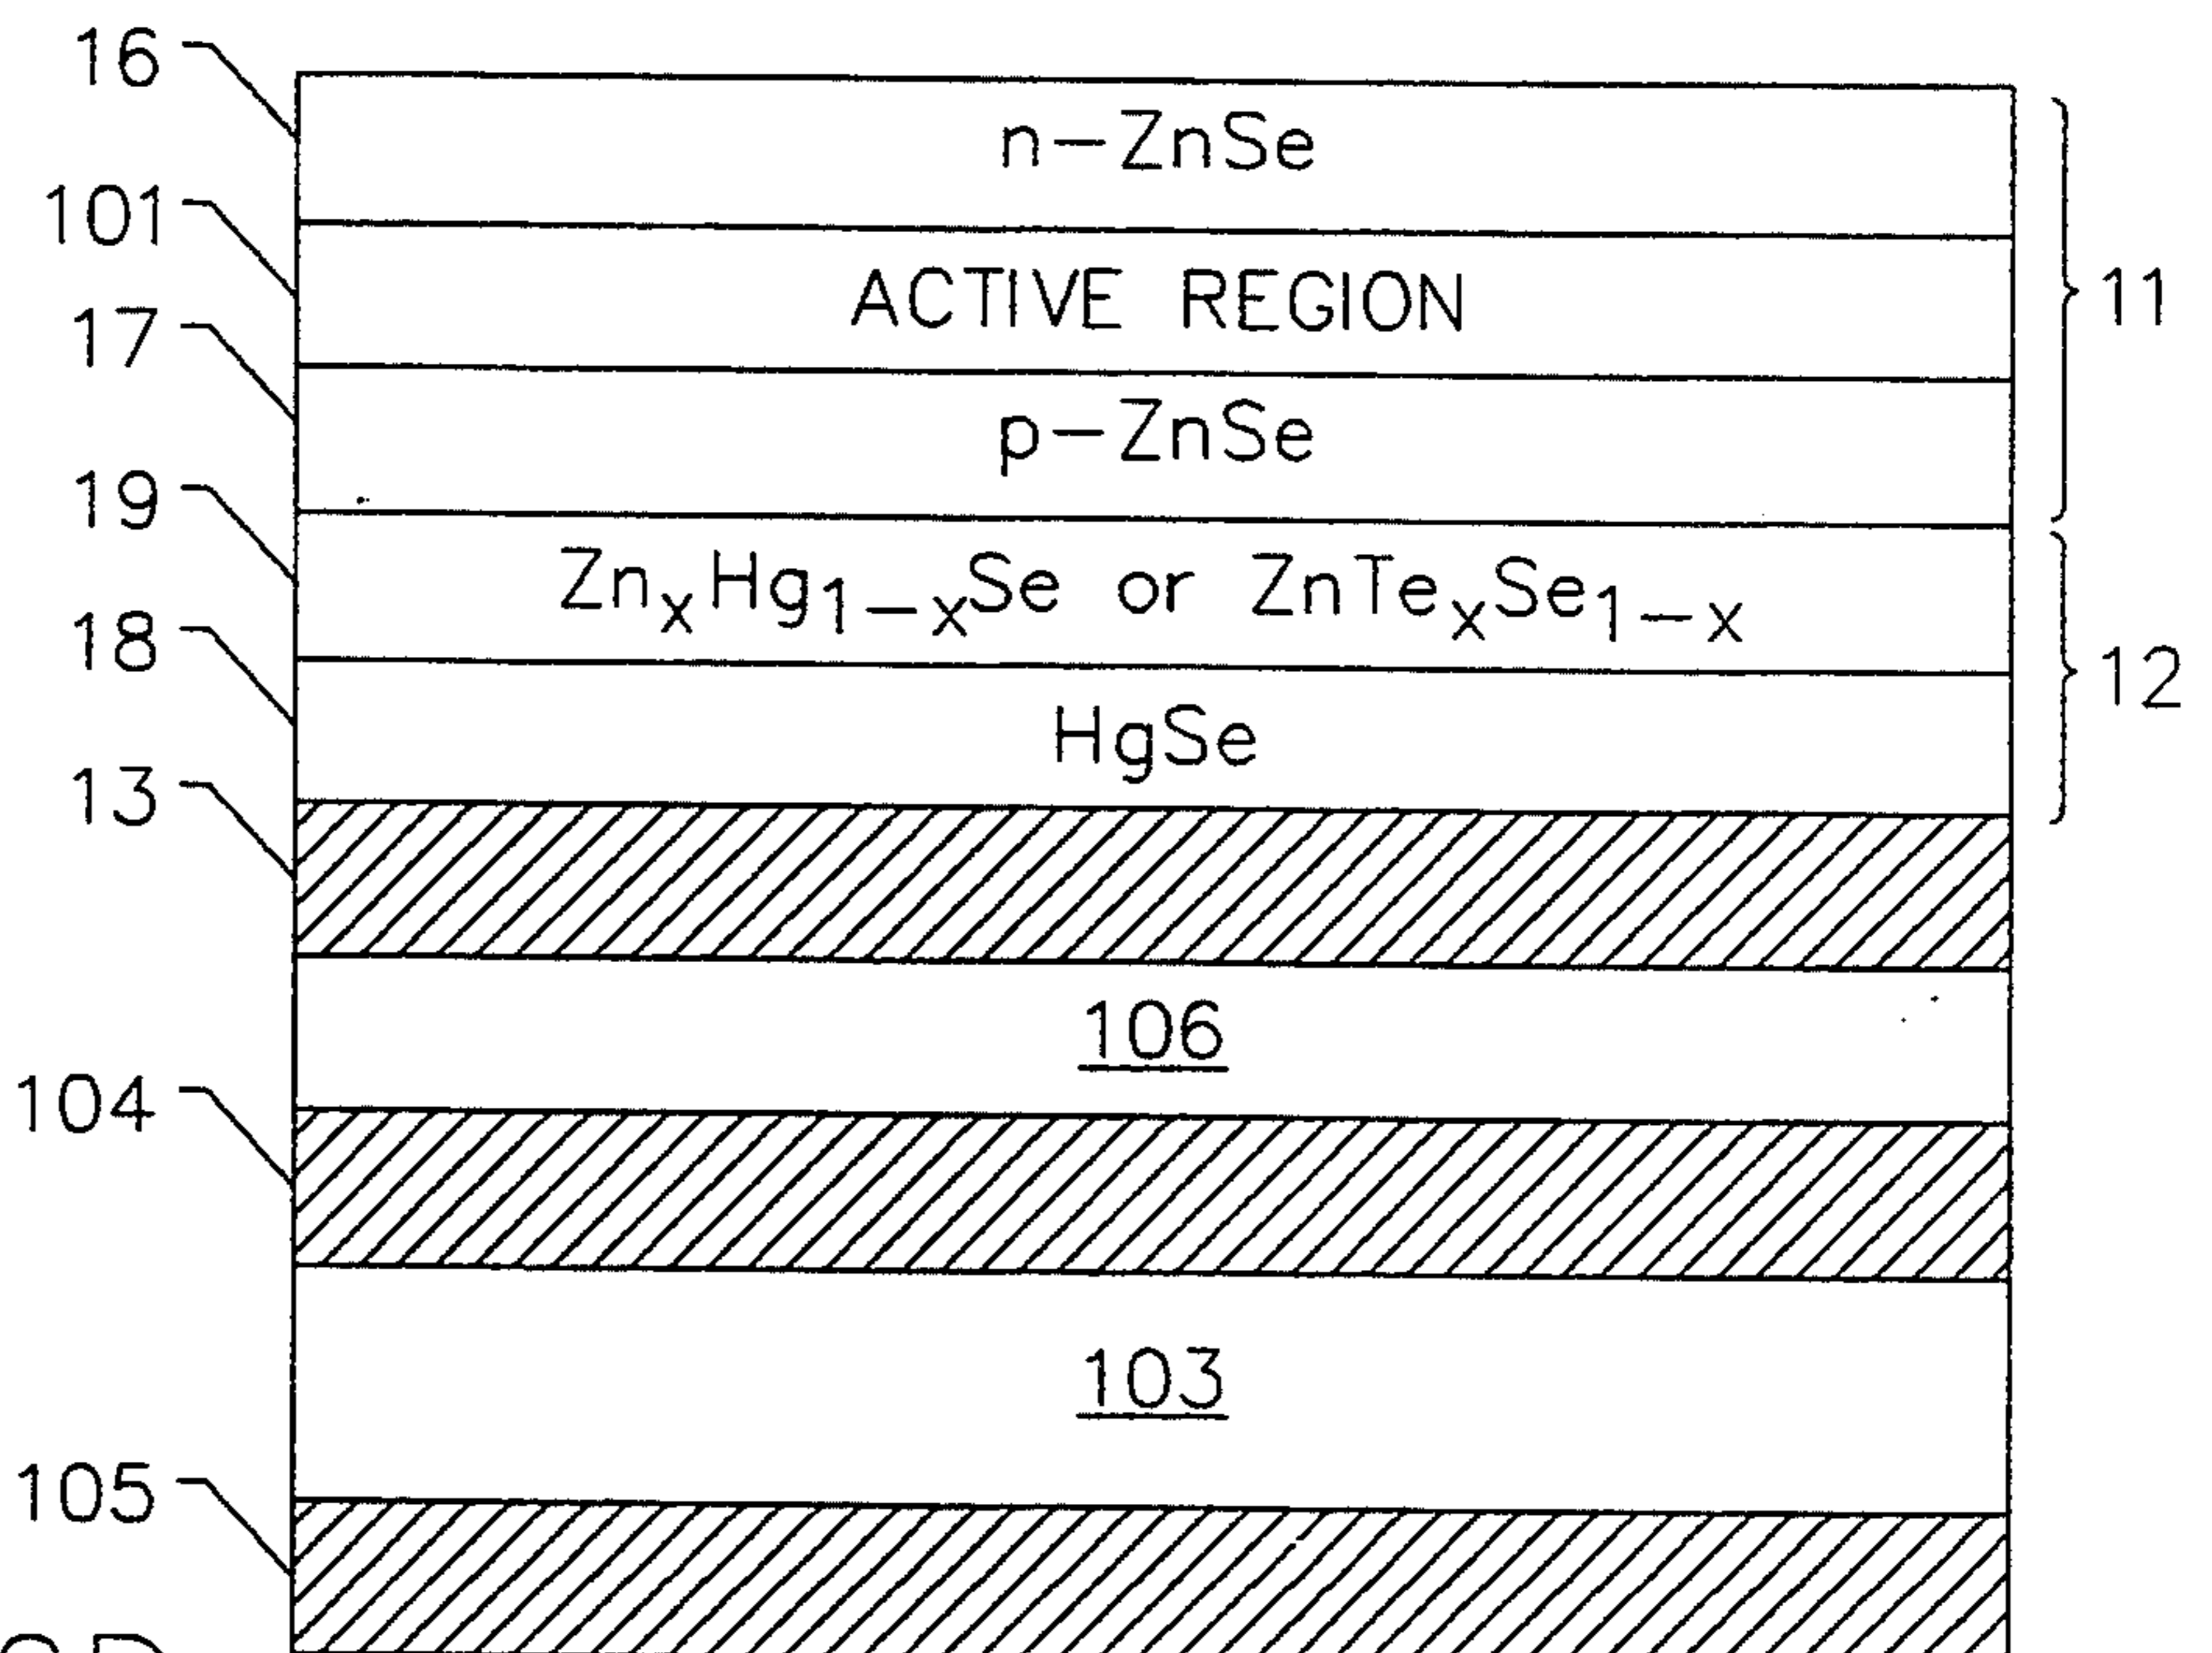 16
n-ZnSe
101
ACTIVE REGION
11
17
p-ZnSe
19
ZnₓHg₁₋ₓSe or ZnTeₓSe₁₋ₓ
18
12
HgSe
13
106
104
103
105